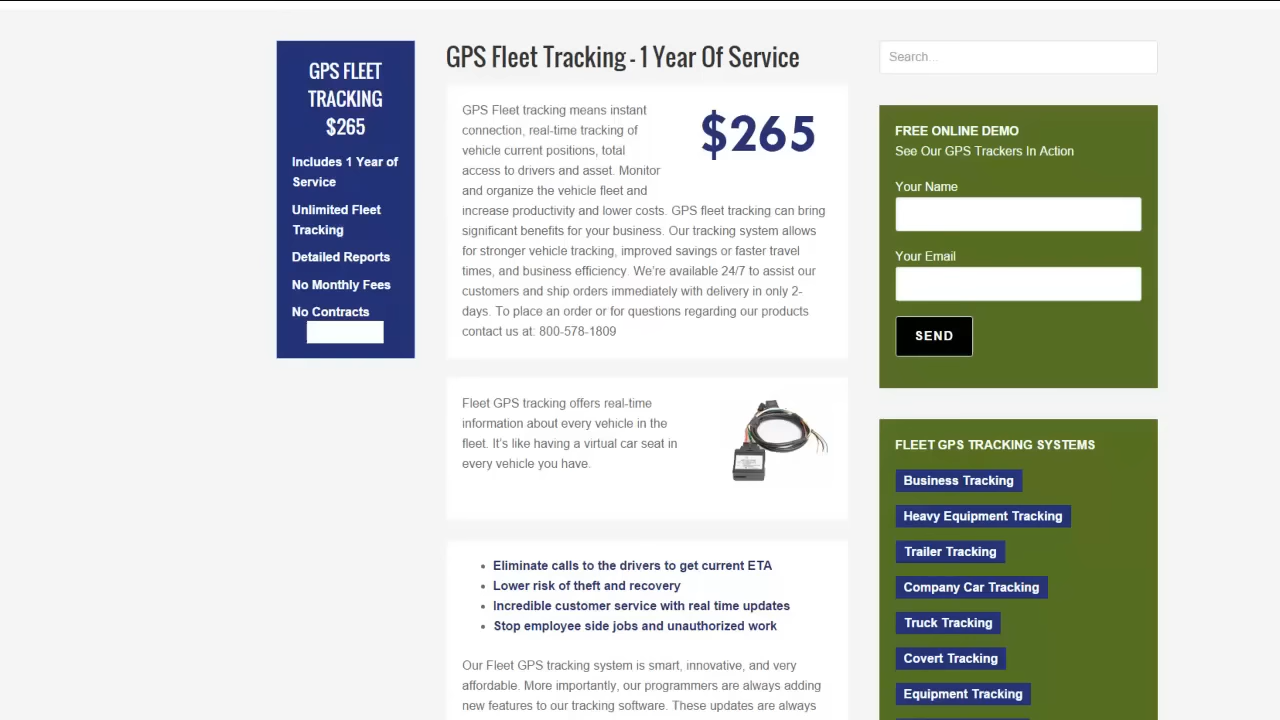 GPS FLEET
TRACKING
$265
Includes 1 Year of
Service
Unlimited Fleet
Tracking
Detailed Reports
No Monthly Fees
No Contracts
GPS Fleet Tracking - 1 Year Of Service
$265
GPS Fleet tracking means instant
connection, real-time tracking of
vehicle current positions, total
access to drivers and asset. Monitor
and organize the vehicle fleet and
increase productivity and lower costs. GPS fleet tracking can bring
significant benefits for your business. Our tracking system allows
for stronger vehicle tracking, improved savings or faster travel
times, and business efficiency. We're available 24/7 to assist our
customers and ship orders immediately with delivery in only 2-
days. To place an order or for questions regarding our products
contact us at: 800-578-1809
Fleet GPS tracking offers real-time
information about every vehicle in the
fleet. It's like having a virtual car seat in
every vehicle you have.
Eliminate calls to the drivers to get current ETA
Lower risk of theft and recovery
Incredible customer service with real time updates
Stop employee side jobs and unauthorized work
Our Fleet GPS tracking system is smart, innovative, and very
affordable. More importantly, our programmers are always adding
new features to our tracking software. These updates are always
Search...
FREE ONLINE DEMO
See Our GPS Trackers In Action
Your Name
Your Email
SEND
FLEET GPS TRACKING SYSTEMS
Business Tracking
Heavy Equipment Tracking
Trailer Tracking
Company Car Tracking
Truck Tracking
Covert Tracking
Equipment Tracking